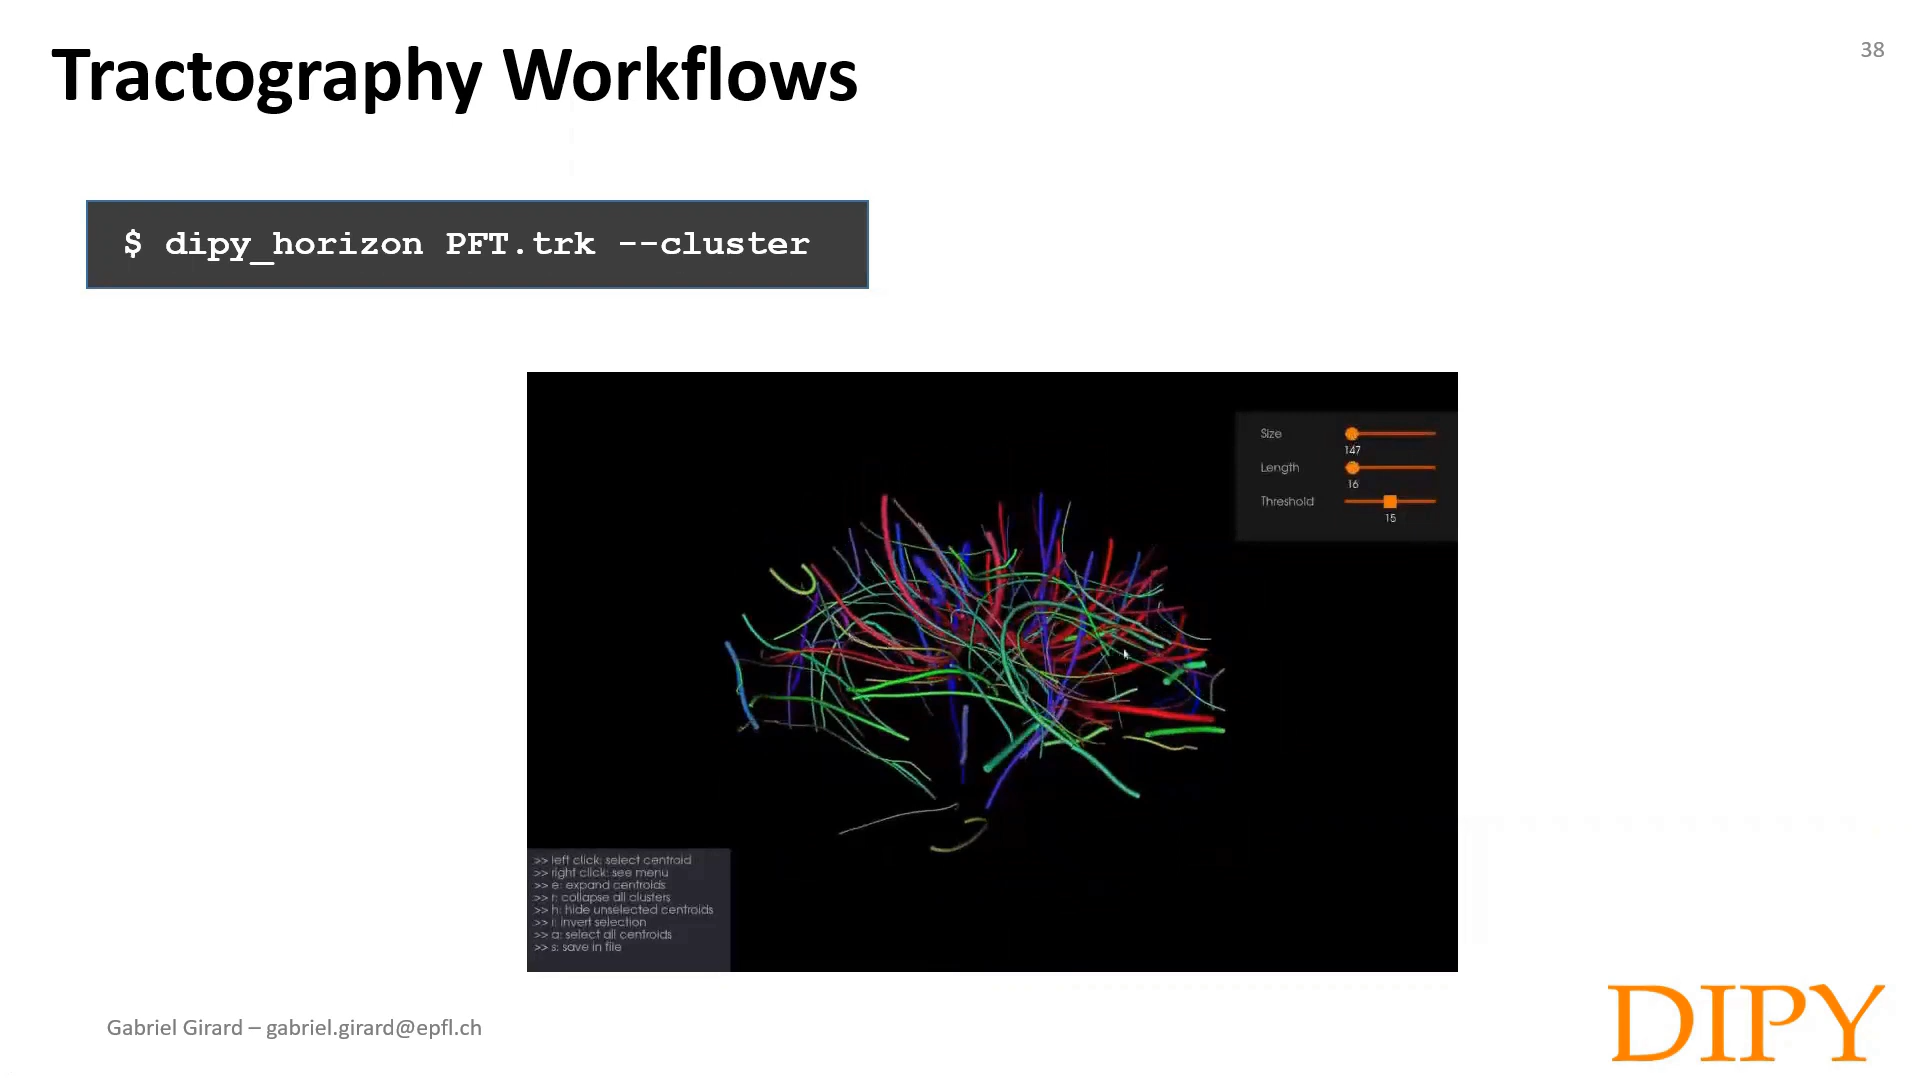 Tractography Workflows
38
$ dipy_horizon PFT.trk --cluster
Size
147
Length
16
Threshold
15
>> left click: select centroid
>> right click: see menu
>> e: expand centroids
>> r: collapse all clusters
>> h: hide unselected centroids
>> i: invert selection
>> a: select all centroids
>> s: save in file
Gabriel Girard – gabriel.girard@epfl.ch
DIPY